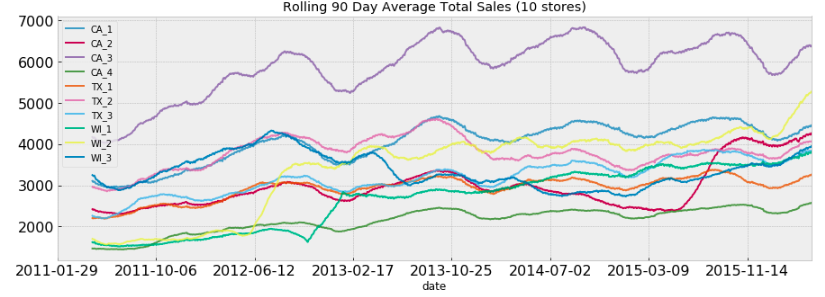 Rolling 90 Day Average Total Sales (10 stores)
7000
6000
5000
4000
3000
2000
CA_1
CA_2
CA_3
CA_4
TX_1
TX_2
TX_3
WI_1
WI_2
WI_3
2011-01-29 2011-10-06 2012-06-12 2013-02-17 2013-10-25 2014-07-02 2015-03-09 2015-11-14
date